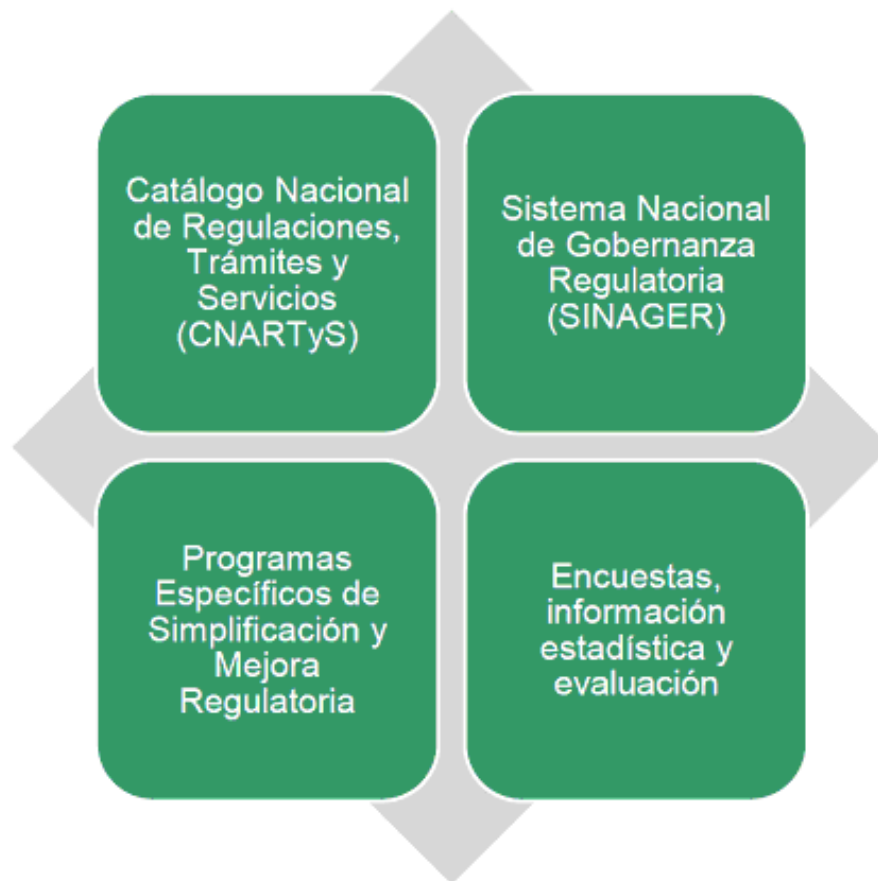 Catálogo Nacional
de Regulaciones,
Trámites y
Servicios
(CNARTyS)
Sistema Nacional
de Gobernanza
Regulatoria
(SINAGER)
Programas
Específicos de
Simplificación y
Mejora
Regulatoria
Encuestas,
información
estadística y
evaluación